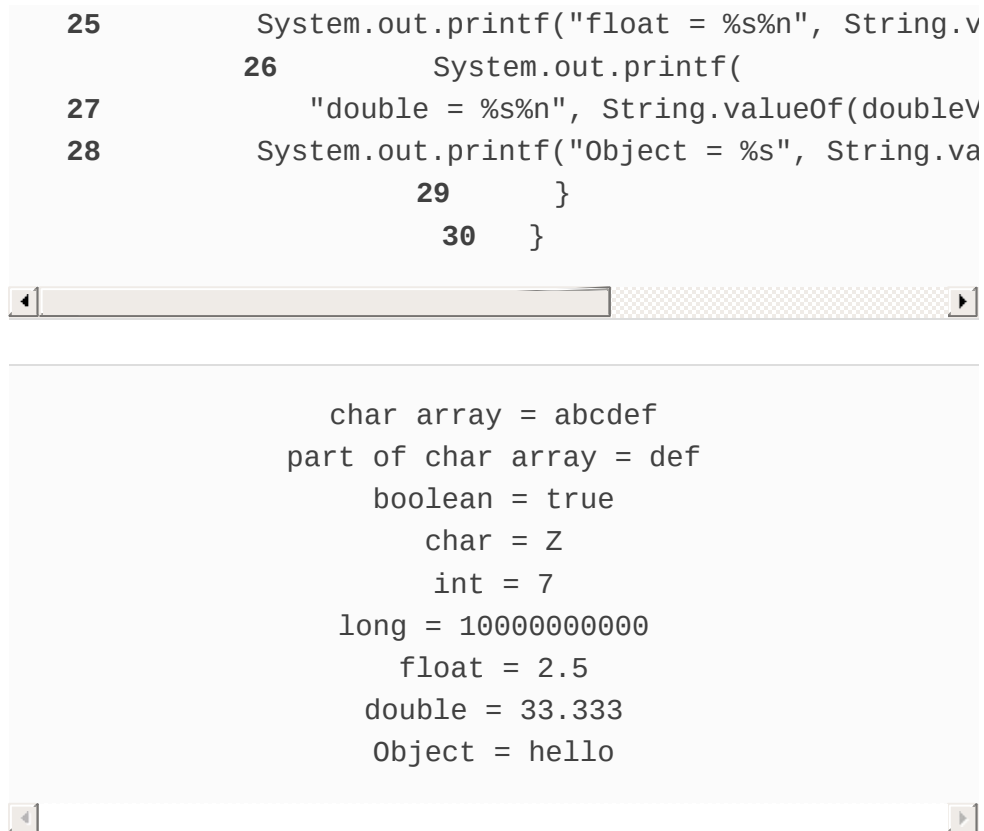 25 System.out.printf("float = %s%n", String.v
26 System.out.printf(
27 "double = %s%n", String.valueOf(doubleV
28 System.out.printf("Object = %s", String.va
29 }
30 }
char array = abcdef
part of char array = def
boolean = true
char = Z
int = 7
long = 10000000000
float = 2.5
double = 33.333
Object = hello